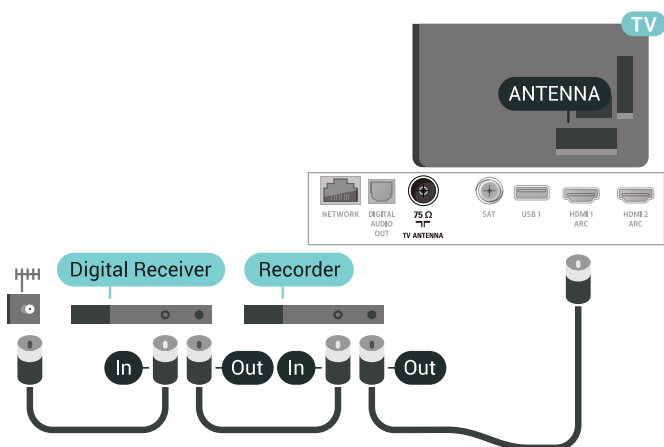 TV
ANTENNA
NETWORK
DIGITAL
AUDIO
OUT
75 Ω
TV ANTENNA
SAT
USB 1
HDMI 1
ARC
HDMI 2
ARC
Digital Receiver
Recorder
In
Out
In
Out